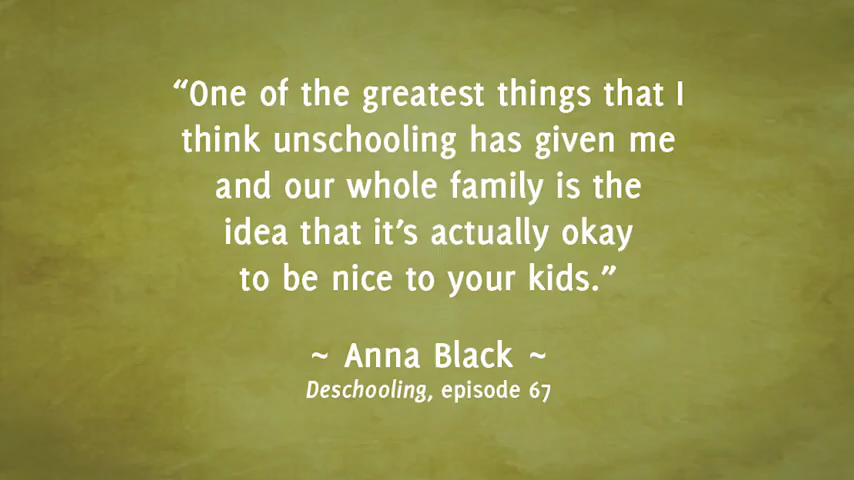 “One of the greatest things that I
think unschooling has given me
and our whole family is the
idea that it’s actually okay
to be nice to your kids.”
~ Anna Black ~
Deschooling, episode 67